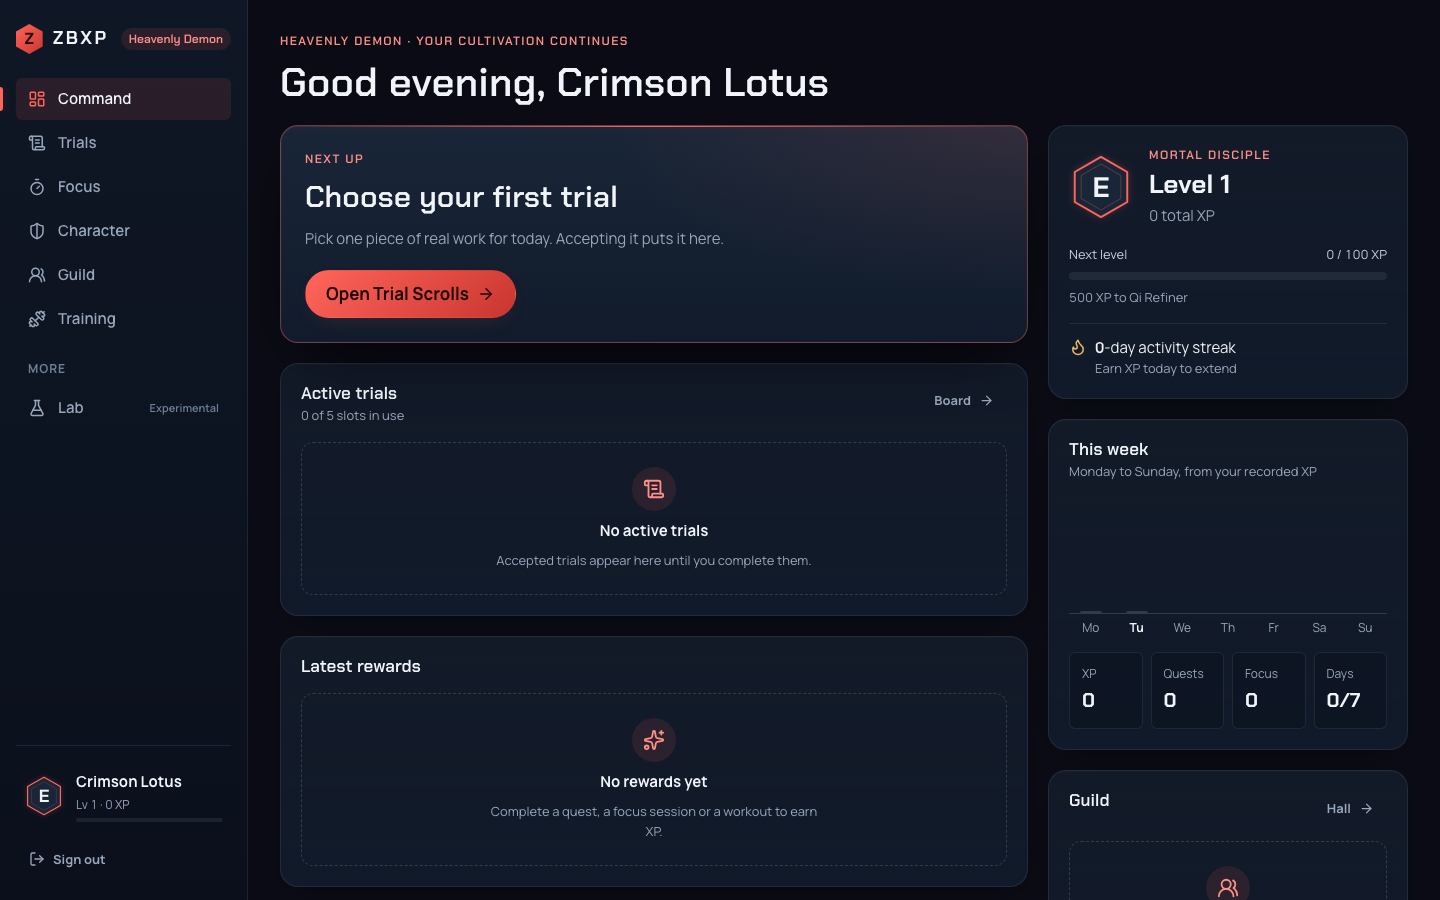 Z ZBXP Heavenly Demon
Command
Trials
Focus
Character
Guild
Training
MORE
Lab Experimental
E
Crimson Lotus
Lv 1 · 0 XP
Sign out
HEAVENLY DEMON · YOUR CULTIVATION CONTINUES
Good evening, Crimson Lotus
NEXT UP
Choose your first trial
Pick one piece of real work for today. Accepting it puts it here.
Open Trial Scrolls
Active trials
0 of 5 slots in use
Board
No active trials
Accepted trials appear here until you complete them.
Latest rewards
No rewards yet
Complete a quest, a focus session or a workout to earn
XP.
E
MORTAL DISCIPLE
Level 1
0 total XP
Next level 0 / 100 XP
500 XP to Qi Refiner
0-day activity streak
Earn XP today to extend
This week
Monday to Sunday, from your recorded XP
Mo Tu We Th Fr Sa Su
XP Quests Focus Days
0 0 0 0/7
Guild
Hall